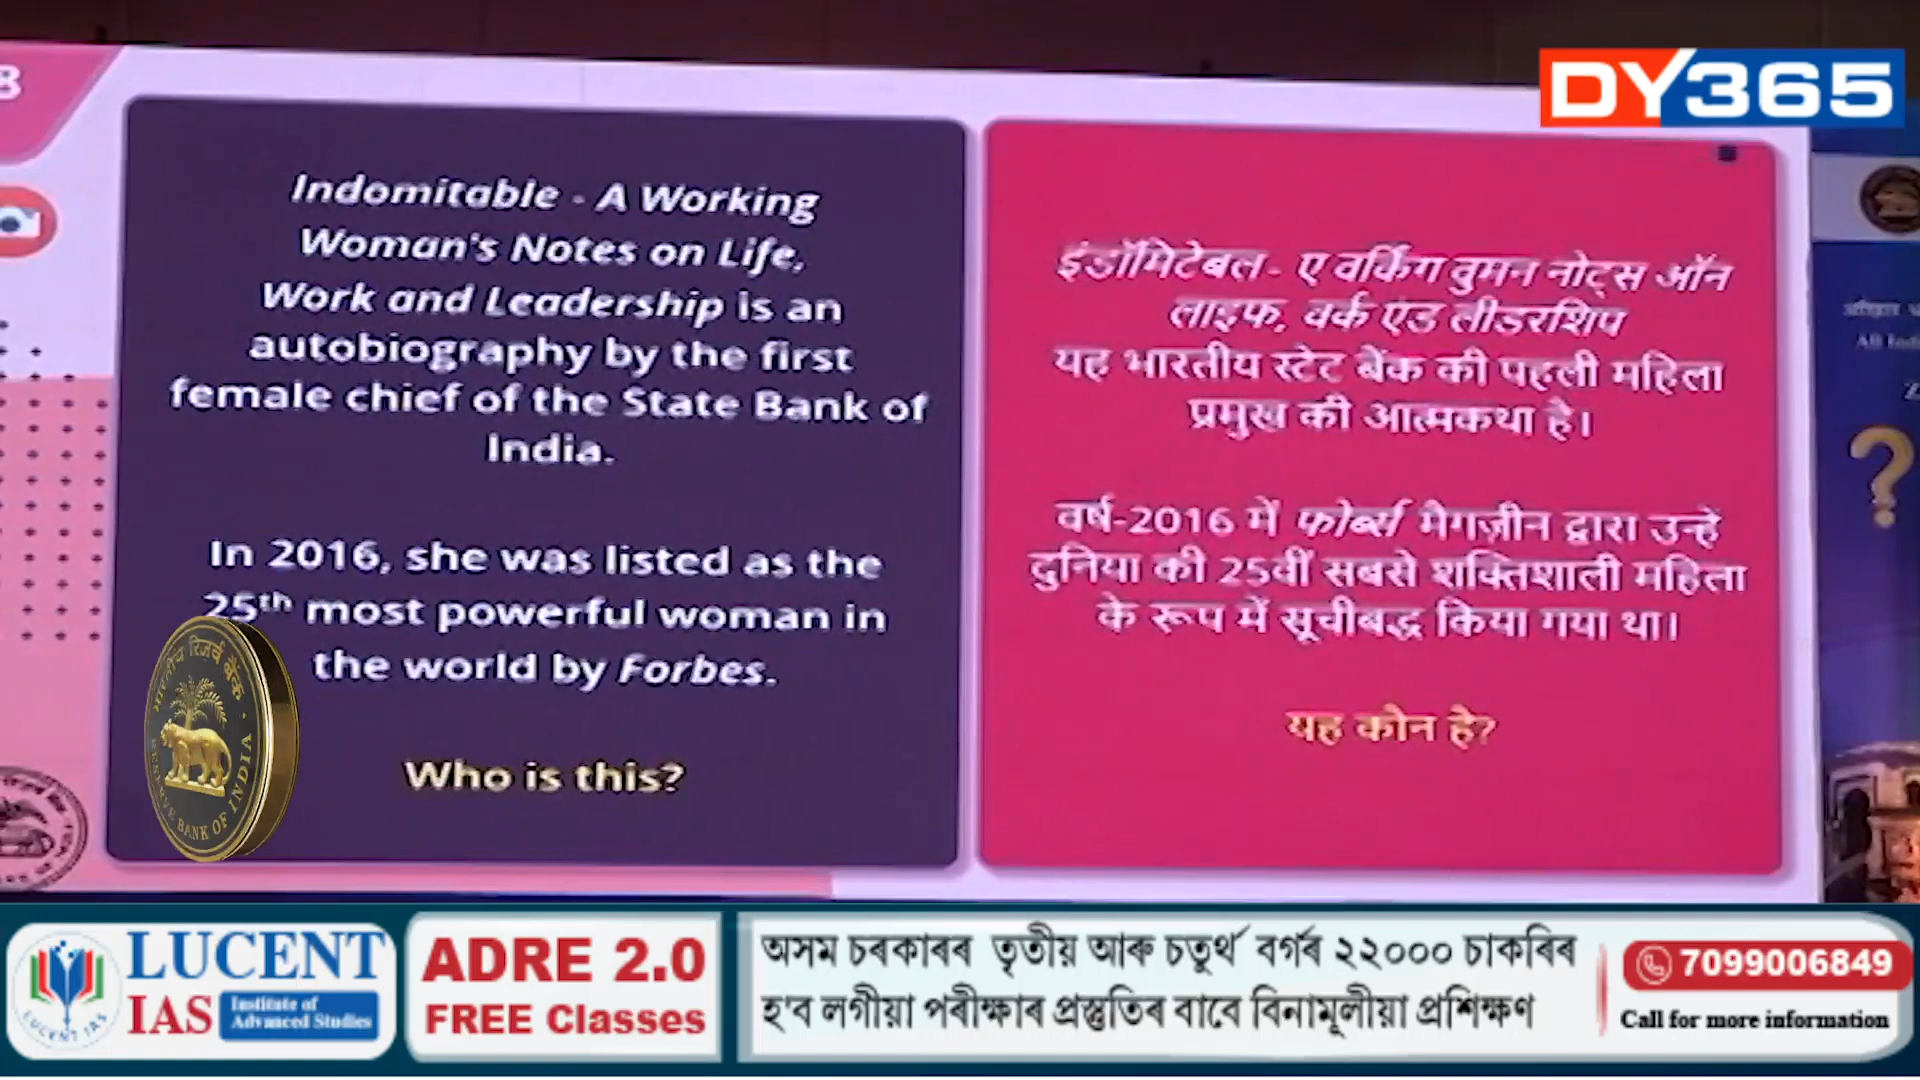 DY365
Indomitable - A Working
Woman's Notes on Life,
Work and Leadership is an
autobiography by the first
female chief of the State Bank of
India.
In 2016, she was listed as the
25th most powerful woman in
the world by Forbes.
Who is this?
इंडॉमिटेबल - ए वर्किंग वुमन नोट्स ऑन
लाइफ, वर्क एंड लीडरशिप
यह भारतीय स्टेट बैंक की पहली महिला
प्रमुख की आत्मकथा है।
वर्ष-2016 में फोर्ब्स मैगज़ीन द्वारा उन्हें
दुनिया की 25वीं सबसे शक्तिशाली महिला
के रूप में सूचीबद्ध किया गया था।
यह कौन है?
भारतीय रिज़र्व बैंक
RESERVE BANK OF INDIA
?
LUCENT
IAS Institute of
Advanced Studies
LUCENT IAS
ADRE 2.0
FREE Classes
অসম চৰকাৰৰ তৃতীয় আৰু চতুৰ্থ বৰ্গৰ ২২০০০ চাকৰিৰ
হ'ব লগীয়া পৰীক্ষাৰ প্ৰস্তুতিৰ বাবে বিনামূলীয়া প্ৰশিক্ষণ
7099006849
Call for more information